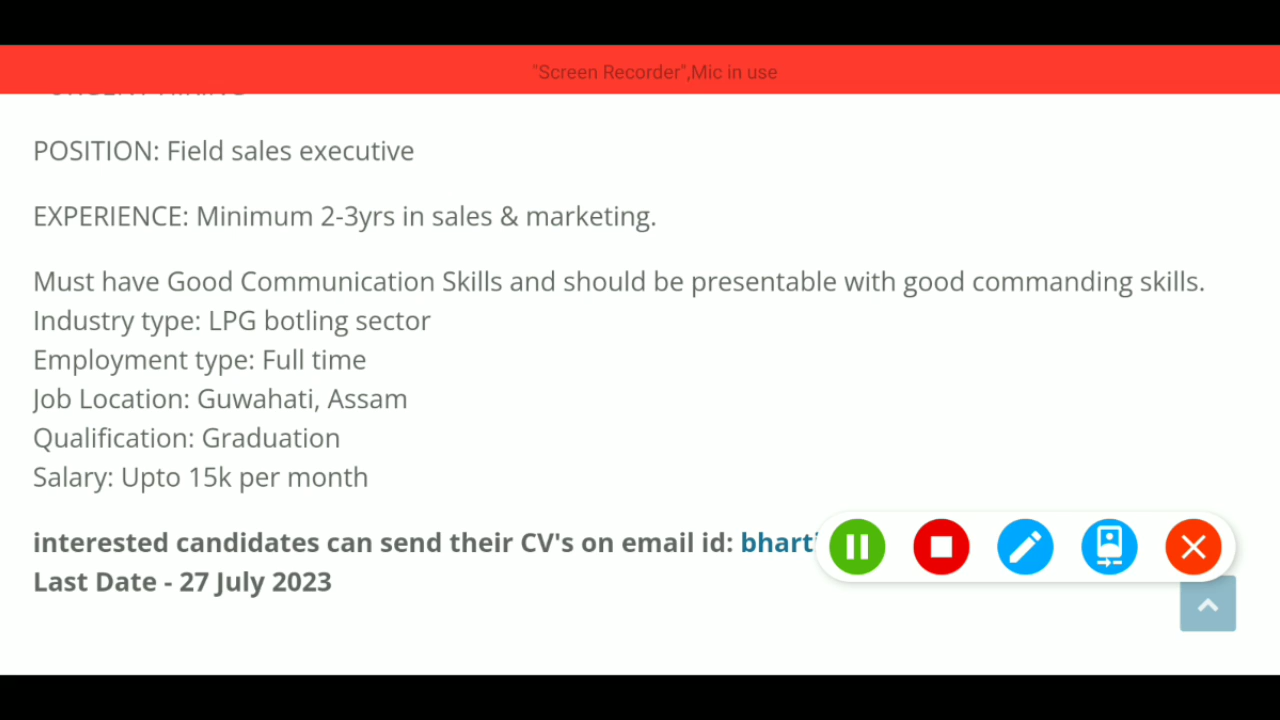 "Screen Recorder",Mic in use
POSITION: Field sales executive
EXPERIENCE: Minimum 2-3yrs in sales & marketing.
Must have Good Communication Skills and should be presentable with good commanding skills.
Industry type: LPG botling sector
Employment type: Full time
Job Location: Guwahati, Assam
Qualification: Graduation
Salary: Upto 15k per month
interested candidates can send their CV's on email id:
Last Date - 27 July 2023